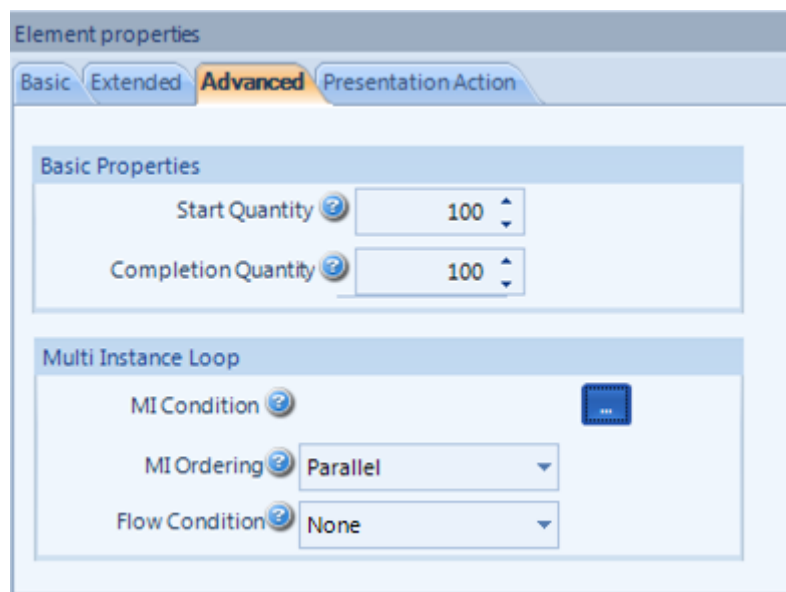 Element properties
Basic Extended Advanced Presentation Action
Basic Properties
Start Quantity ? 100
Completion Quantity ? 100
Multi Instance Loop
MI Condition ? ...
MI Ordering ? Parallel
Flow Condition ? None